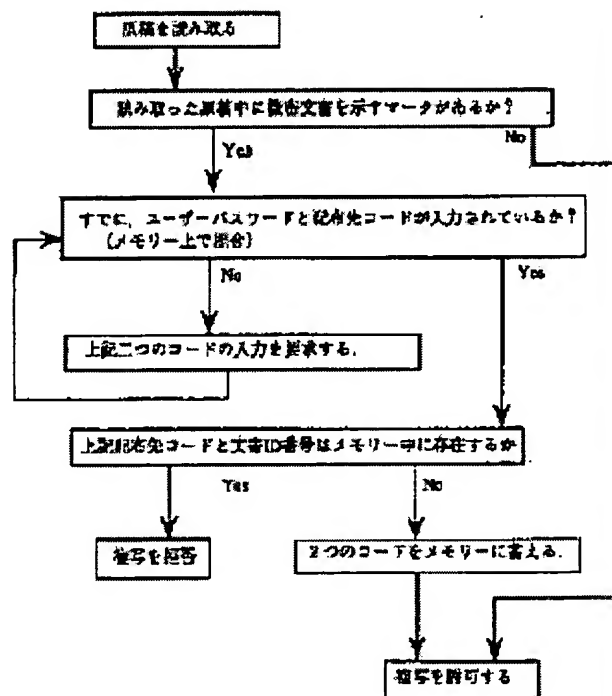 原稿を読み取る
読み取った原稿中に機密文書を示すマークがあるか?
No
Yes
すでに、ユーザーパスワードと配布先コードが入力されているか?
(メモリー上で照合)
No
Yes
上記二つのコードの入力を要求する.
上記配布先コードと文書ID番号はメモリー中に存在するか
Yes
No
複写を拒否
2つのコードをメモリーに蓄える.
複写を許可する